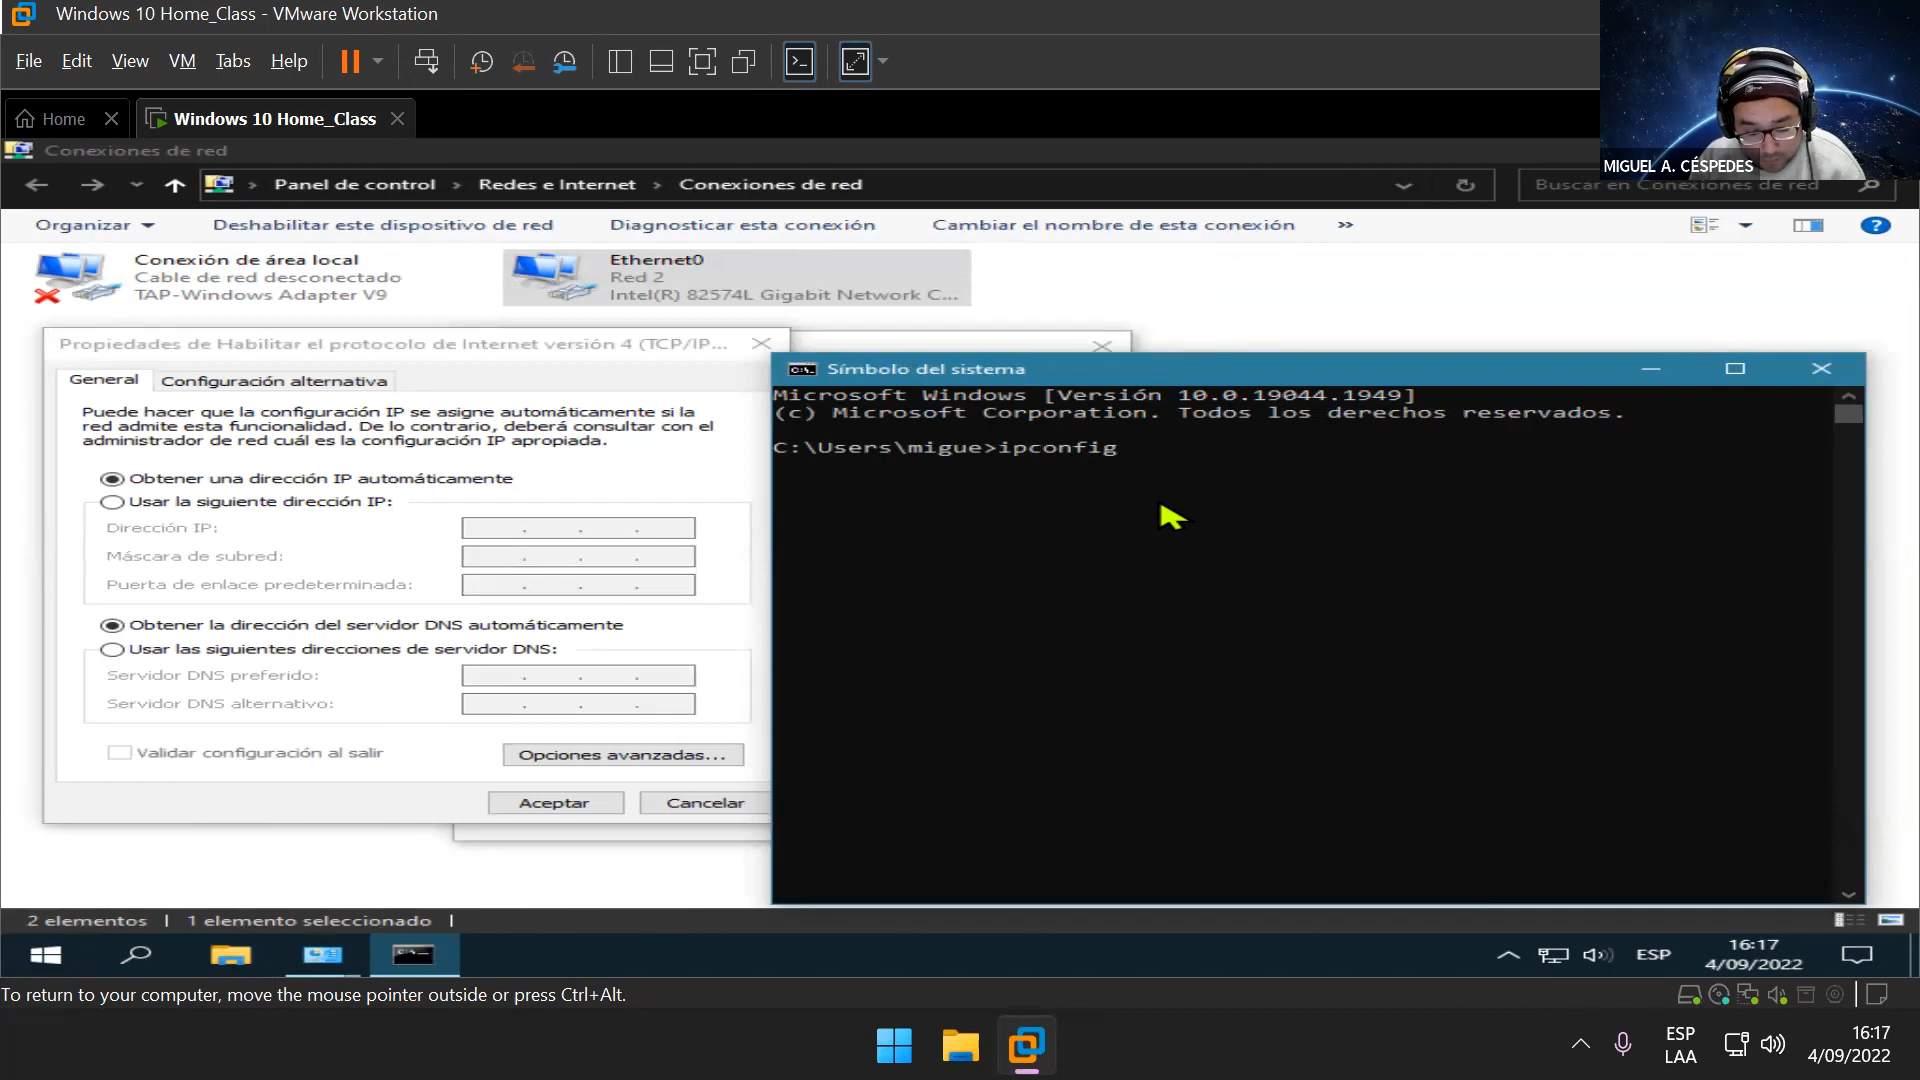 Windows 10 Home_Class - VMware Workstation
File Edit View VM Tabs Help
Home Windows 10 Home_Class
MIGUEL A. CÉSPEDES
Conexiones de red
Panel de control > Redes e Internet > Conexiones de red
Buscar en Conexiones de red
Organizar Deshabilitar este dispositivo de red Diagnosticar esta conexión Cambiar el nombre de esta conexión »
Conexión de área local
Cable de red desconectado
TAP-Windows Adapter V9
Ethernet0
Red 2
Intel(R) 82574L Gigabit Network C...
Propiedades de Habilitar el protocolo de Internet versión 4 (TCP/IP...
General Configuración alternativa
Puede hacer que la configuración IP se asigne automáticamente si la
red admite esta funcionalidad. De lo contrario, deberá consultar con el
administrador de red cuál es la configuración IP apropiada.
Obtener una dirección IP automáticamente
Usar la siguiente dirección IP:
Dirección IP:
Máscara de subred:
Puerta de enlace predeterminada:
Obtener la dirección del servidor DNS automáticamente
Usar las siguientes direcciones de servidor DNS:
Servidor DNS preferido:
Servidor DNS alternativo:
Validar configuración al salir
Opciones avanzadas...
Aceptar Cancelar
Símbolo del sistema
Microsoft Windows [Versión 10.0.19044.1949]
(c) Microsoft Corporation. Todos los derechos reservados.
C:\Users\migue>ipconfig
2 elementos | 1 elemento seleccionado |
ESP
16:17
4/09/2022
To return to your computer, move the mouse pointer outside or press Ctrl+Alt.
ESP
LAA
16:17
4/09/2022